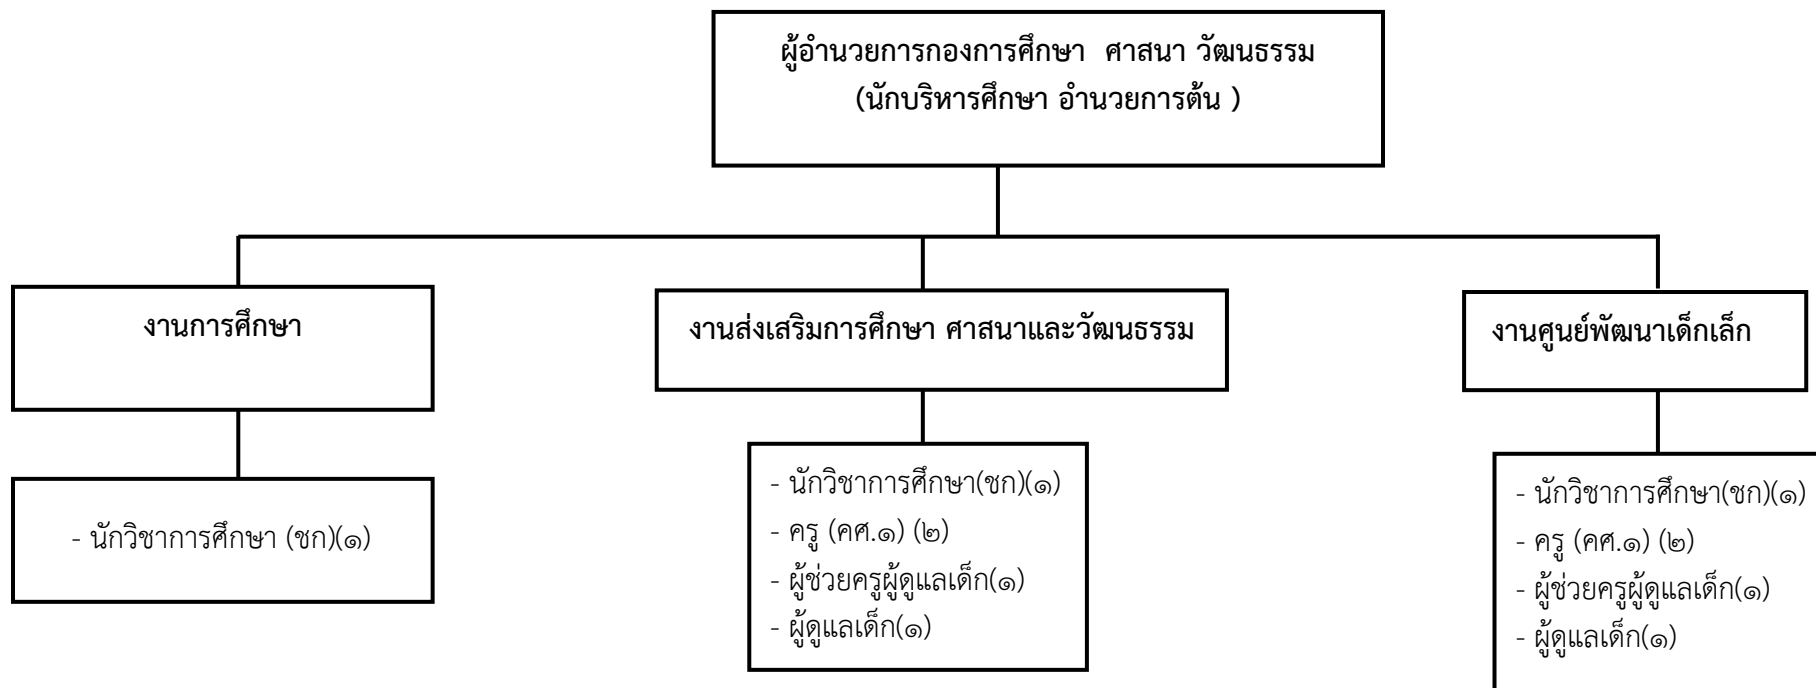 ผู้อำนวยการกองการศึกษา ศาสนา วัฒนธรรม
(นักบริหารศึกษา อำนวยการต้น )
งานการศึกษา
- นักวิชาการศึกษา (ชก)(๑)
งานส่งเสริมการศึกษา ศาสนาและวัฒนธรรม
- นักวิชาการศึกษา(ชก)(๑)
- ครู (คศ.๑) (๒)
- ผู้ช่วยครูผู้ดูแลเด็ก(๑)
- ผู้ดูแลเด็ก(๑)
งานศูนย์พัฒนาเด็กเล็ก
- นักวิชาการศึกษา(ชก)(๑)
- ครู (คศ.๑) (๒)
- ผู้ช่วยครูผู้ดูแลเด็ก(๑)
- ผู้ดูแลเด็ก(๑)